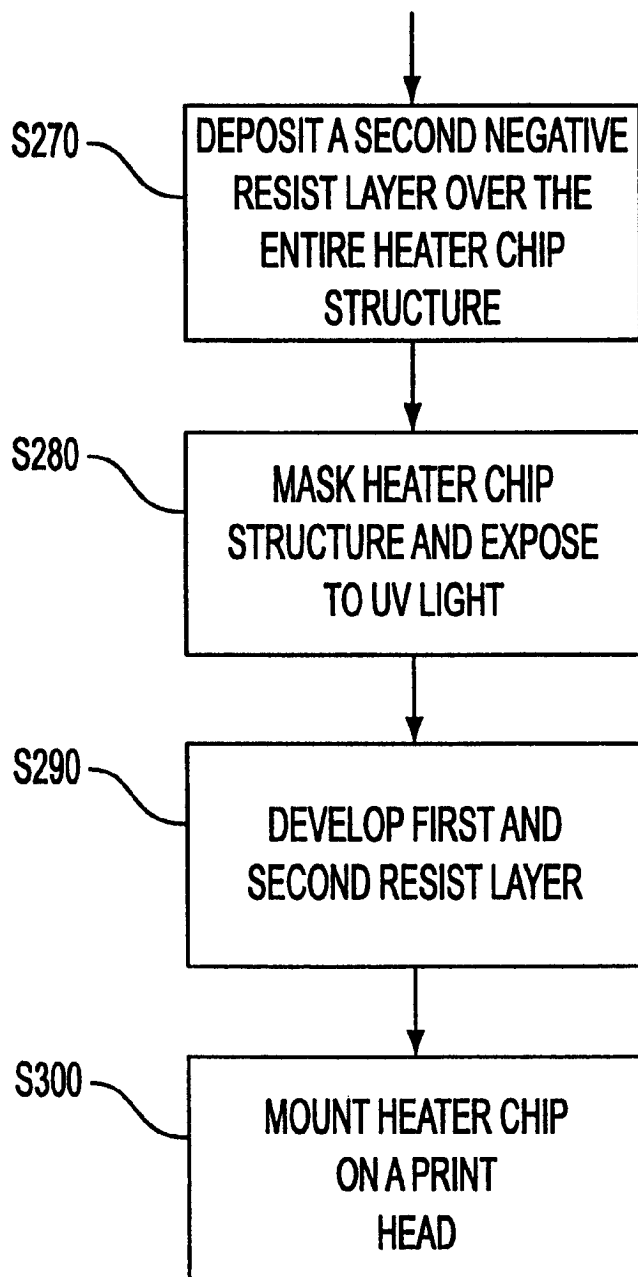 S270
DEPOSIT A SECOND NEGATIVE
RESIST LAYER OVER THE
ENTIRE HEATER CHIP
STRUCTURE
S280
MASK HEATER CHIP
STRUCTURE AND EXPOSE
TO UV LIGHT
S290
DEVELOP FIRST AND
SECOND RESIST LAYER
S300
MOUNT HEATER CHIP
ON A PRINT
HEAD